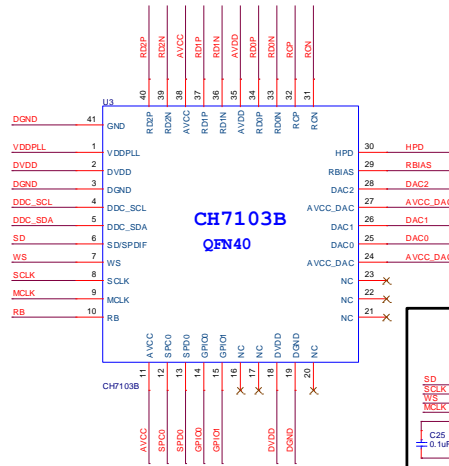 RD2P RD2N AVCC RD1P RD1N AVDD RD0P RD0N RCP RCN
U3
40 39 38 37 36 35 34 33 32 31
RD2P RD2N AVCC RD1P RD1N AVDD RD0P RD0N RCP RCN
DGND 41 GND
VDDPLL 1 VDDPLL HPD 30 HPD
DVDD 2 DVDD RBIAS 29 RBIAS
DGND 3 DGND DAC2 28 DAC2
DDC_SCL 4 DDC_SCL AVCC_DAC 27 AVCC_DAC
DDC_SDA 5 DDC_SDA DAC1 26 DAC1
CH7103B
SD 6 SD/SPDIF DAC0 25 DAC0
QFN40
WS 7 WS AVCC_DAC 24 AVCC_DAC
SCLK 8 SCLK NC 23
MCLK 9 MCLK NC 22
RB 10 RB NC 21
AVCC SPC0 SPD0 GPIO0 GPIO1 NC NC DVDD DGND NC
11 12 13 14 15 16 17 18 19 20
CH7103B
AVCC SPC0 SPD0 GPIO0 GPIO1 DVDD DGND
SD
SCLK
WS
MCLK
C25
0.1uF